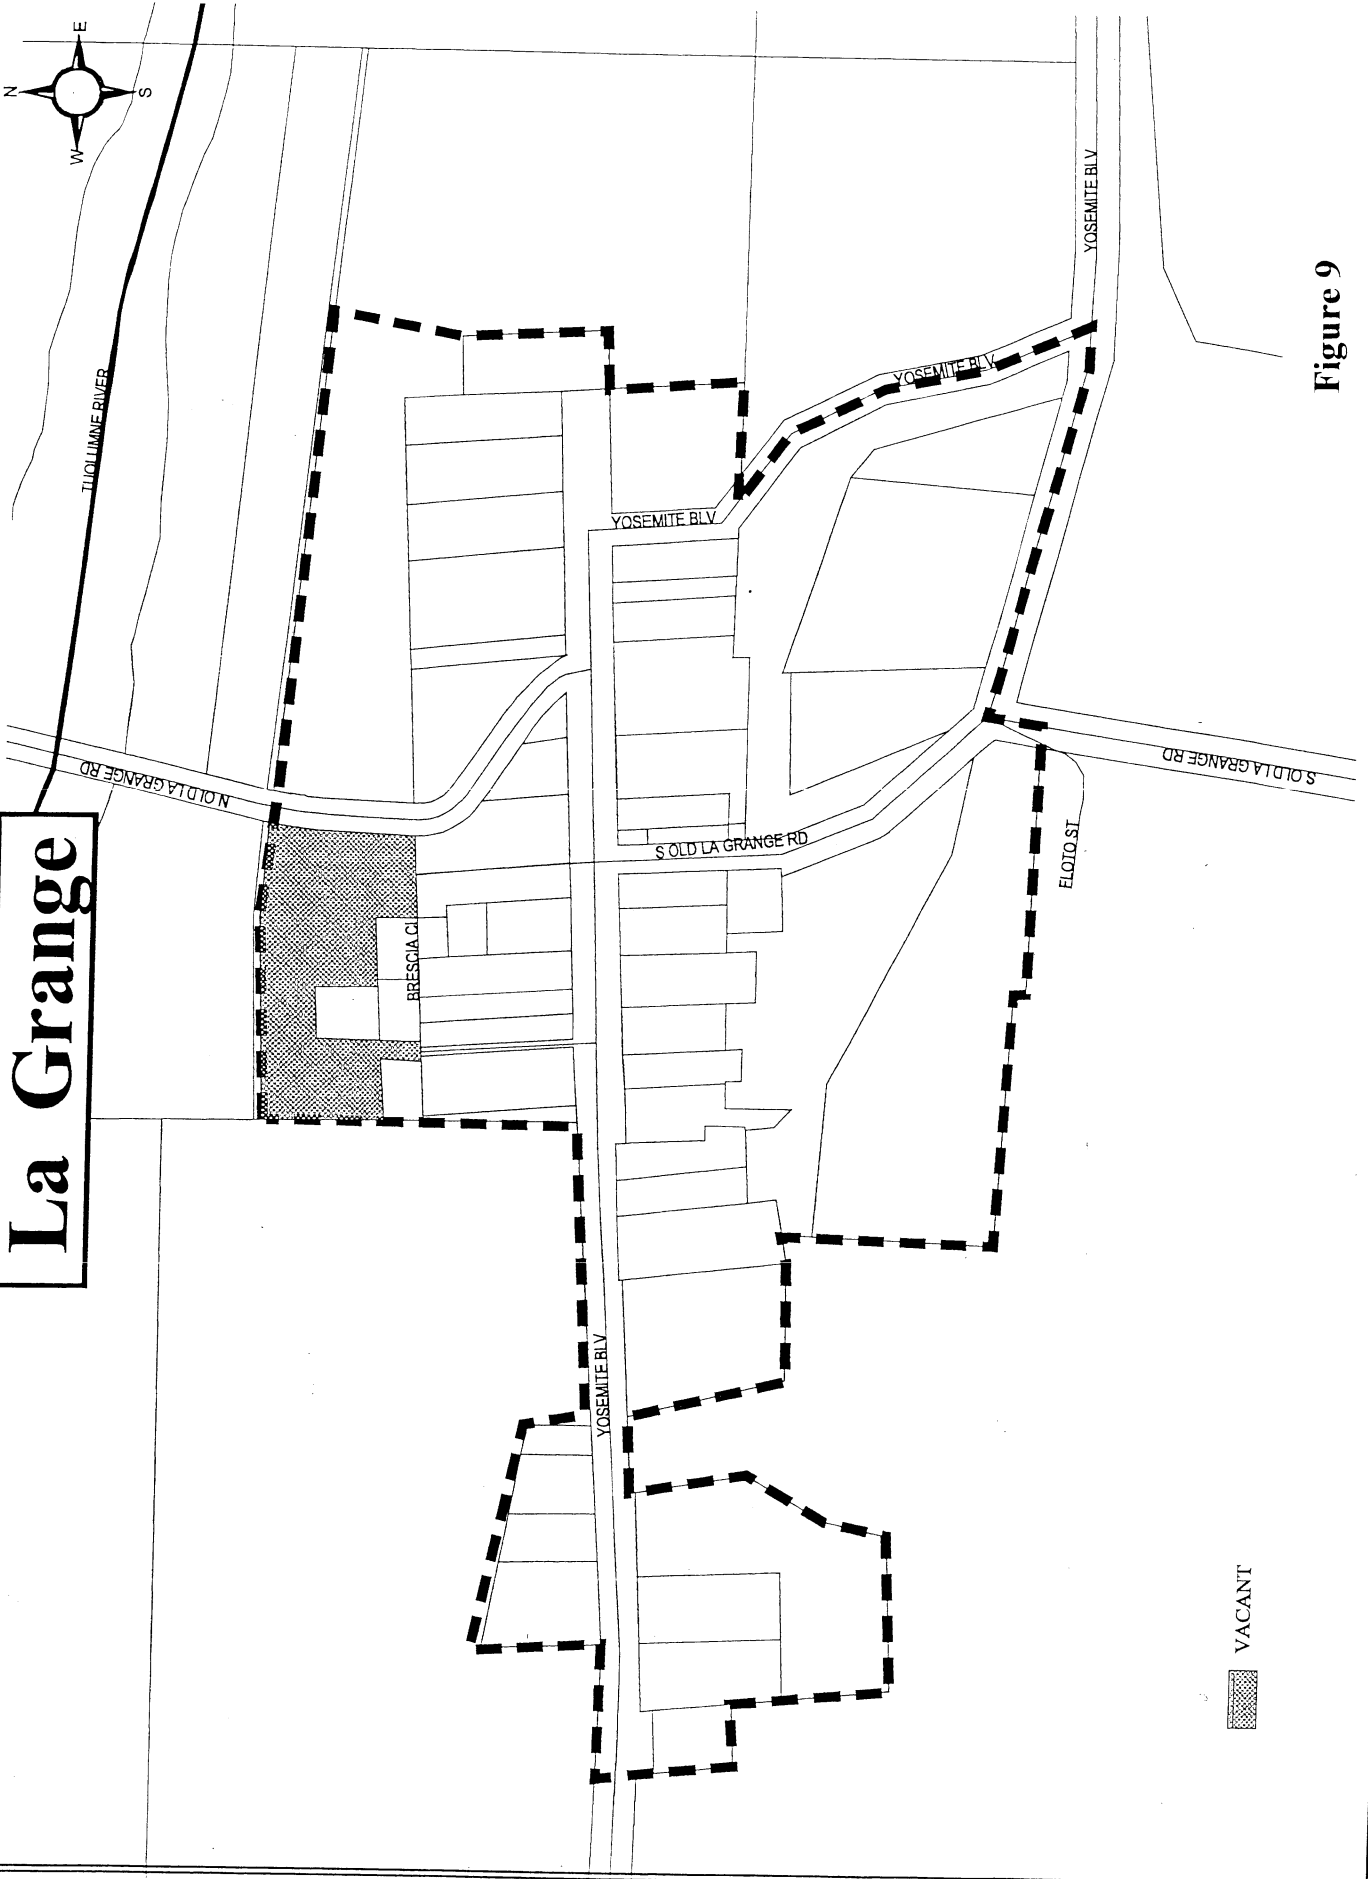 La Grange
N
E
S
W
TUOLUMNE RIVER
N OLD LA GRANGE RD
BRESCIA CI
YOSEMITE BLV
YOSEMITE BLV
S OLD LA GRANGE RD
YOSEMITE BLV
YOSEMITE BLV
FLOTO ST
S OLD LA GRANGE RD
VACANT
Figure 9